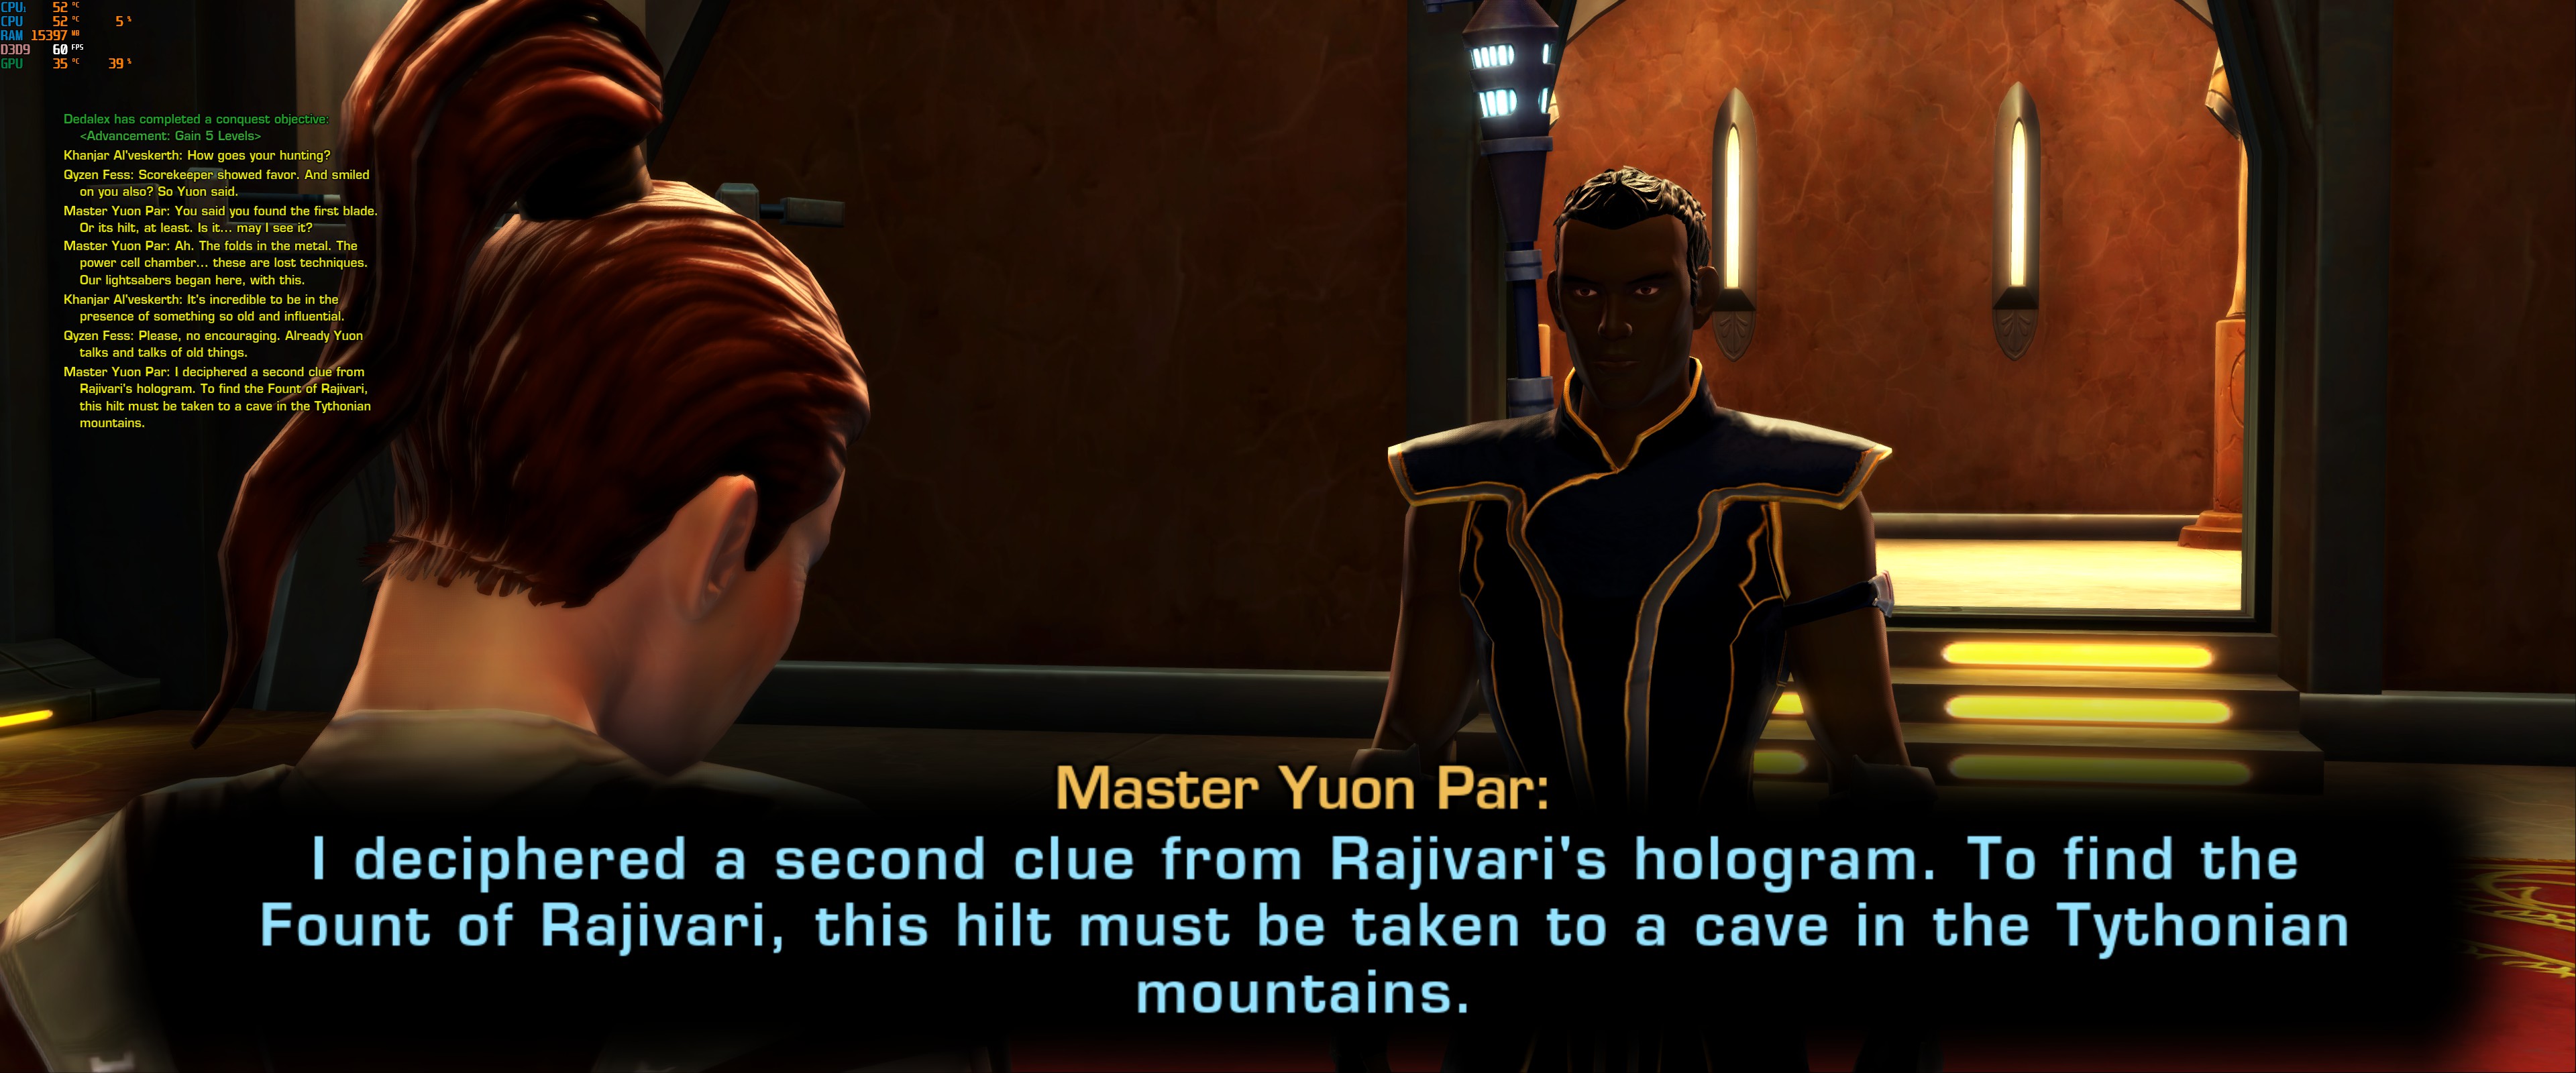 CPU1 52 °C
CPU 52 °C 5 %
RAM 15397 MB
D3D9 60 FPS
GPU 35 °C 39 %
Dedalex has completed a conquest objective:
<Advancement: Gain 5 Levels>
Khanjar Al'veskerth: How goes your hunting?
Qyzen Fess: Scorekeeper showed favor. And smiled
on you also? So Yuon said.
Master Yuon Par: You said you found the first blade.
Or its hilt, at least. Is it... may I see it?
Master Yuon Par: Ah. The folds in the metal. The
power cell chamber... these are lost techniques.
Our lightsabers began here, with this.
Khanjar Al'veskerth: It's incredible to be in the
presence of something so old and influential.
Qyzen Fess: Please, no encouraging. Already Yuon
talks and talks of old things.
Master Yuon Par: I deciphered a second clue from
Rajivari's hologram. To find the Fount of Rajivari,
this hilt must be taken to a cave in the Tythonian
mountains.
Master Yuon Par:
I deciphered a second clue from Rajivari's hologram. To find the
Fount of Rajivari, this hilt must be taken to a cave in the Tythonian
mountains.